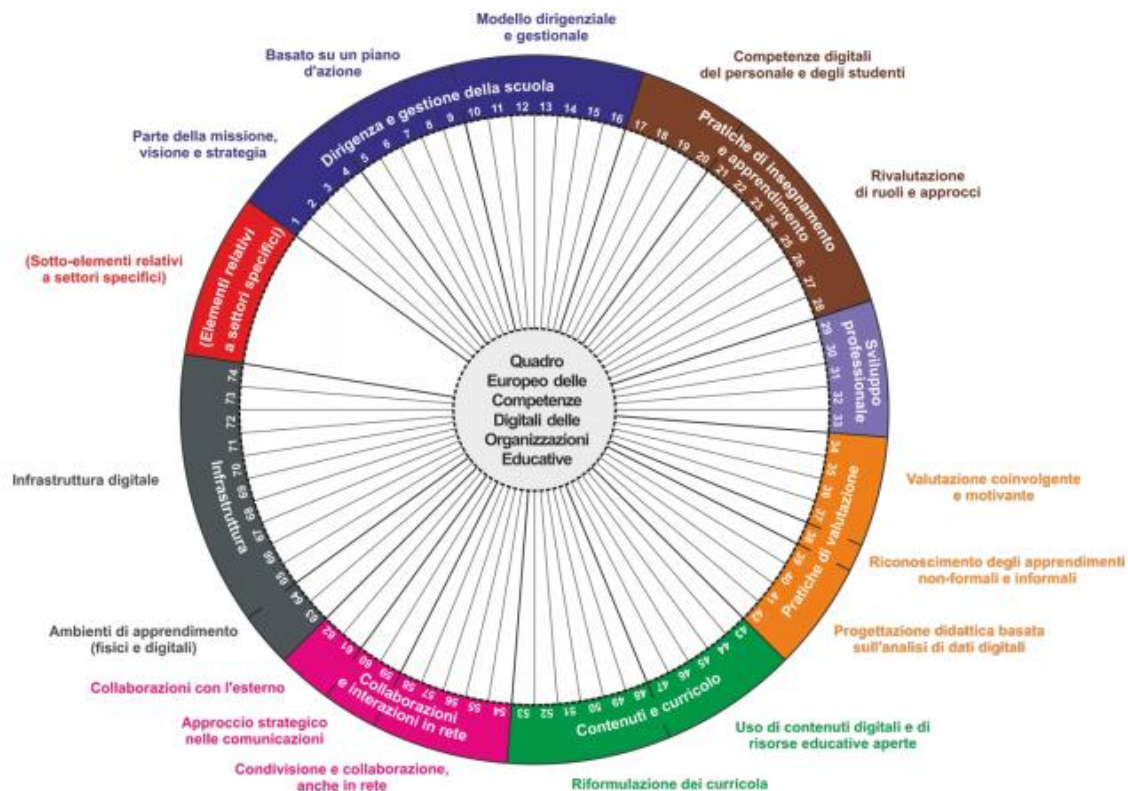 Modello dirigenziale
e gestionale
Basato su un piano
d'azione
Competenze digitali
del personale e degli studenti
Parte della missione,
visione e strategia
Rivalutazione
di ruoli e approcci
(Sotto-elementi relativi
a settori specifici)
Infrastruttura digitale
Valutazione coinvolgente
e motivante
Riconoscimento degli apprendimenti
non-formali e informali
Ambienti di apprendimento
(fisici e digitali)
Progettazione didattica basata
sull'analisi di dati digitali
Collaborazioni con l'esterno
Approccio strategico
nelle comunicazioni
Uso di contenuti digitali e di
risorse educative aperte
Condivisione e collaborazione,
anche in rete
Riformulazione dei curricola
Dirigenza e gestione della scuola
Pratiche di insegnamento
e apprendimento
Sviluppo
professionale
Pratiche di valutazione
Contenuti e curricolo
Collaborazioni
e interazioni in rete
Infrastruttura
(Elementi relativi
a settori specifici)
1 2 3 4 5 6 7 8 9 10 11 12 13 14 15 16
17 18 19 20 21 22 23 24 25 26 27 28
29 30 31 32 33
34 35 36 37 38 39 40 41 42
43 44 45 46 47 48 49 50 51 52 53
54 55 56 57 58 59 60 61 62
63 64 65 66 67 68 69 70 71 72 73 74
Quadro
Europeo delle
Competenze
Digitali delle
Organizzazioni
Educative